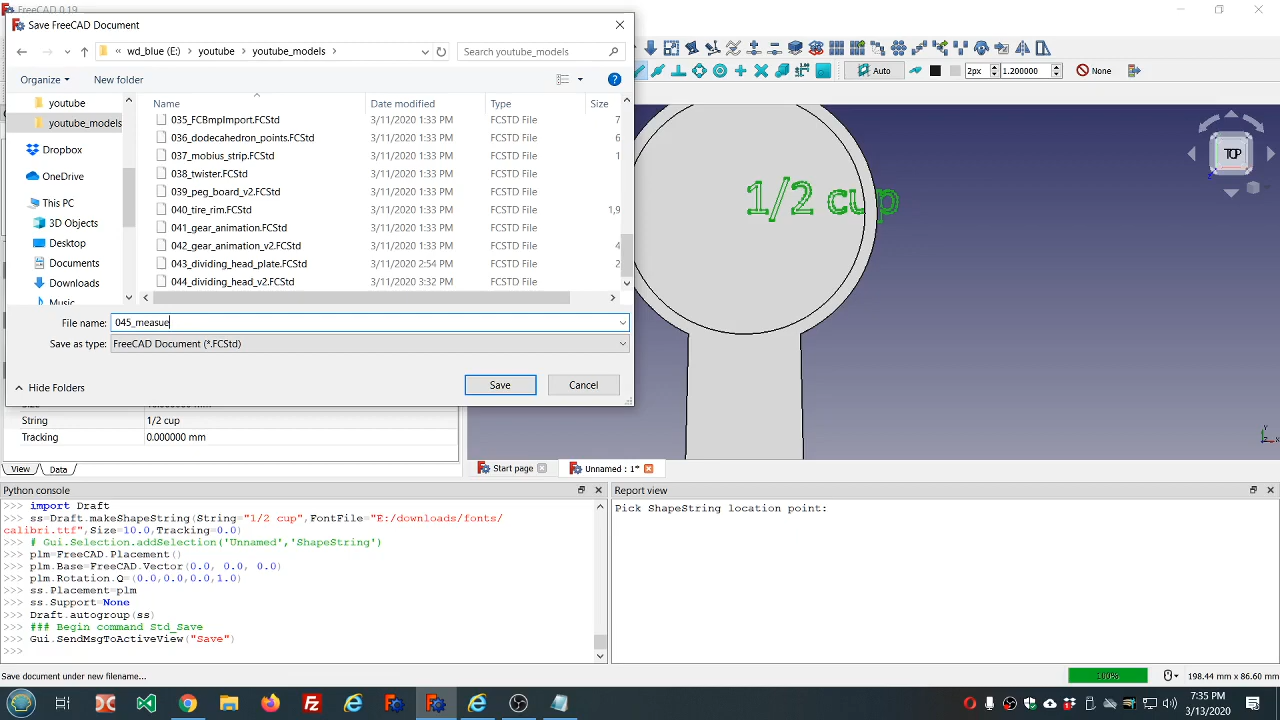 FreeCAD 0.19
Save FreeCAD Document
« wd_blue (E:) › youtube › youtube_models ›
Search youtube_models
Organize
New folder
Auto
2px
1.200000
None
Name
Date modified
Type
Size
youtube
youtube_models
Dropbox
OneDrive
This PC
3D Objects
Desktop
Documents
Downloads
Music
035_FCBmpImport.FCStd 3/11/2020 1:33 PM FCSTD File 7
036_dodecahedron_points.FCStd 3/11/2020 1:33 PM FCSTD File 6
037_mobius_strip.FCStd 3/11/2020 1:33 PM FCSTD File 1
038_twister.FCStd 3/11/2020 1:33 PM FCSTD File
039_peg_board_v2.FCStd 3/11/2020 1:33 PM FCSTD File
040_tire_rim.FCStd 3/11/2020 1:33 PM FCSTD File 1,9
041_gear_animation.FCStd 3/11/2020 1:33 PM FCSTD File
042_gear_animation_v2.FCStd 3/11/2020 1:33 PM FCSTD File 4
043_dividing_head_plate.FCStd 3/11/2020 2:54 PM FCSTD File 2
044_dividing_head_v2.FCStd 3/11/2020 3:32 PM FCSTD File
File name: 045_measue
Save as type: FreeCAD Document (*.FCStd)
Hide Folders
Save
Cancel
TOP
1/2 cup
String 1/2 cup
Tracking 0.000000 mm
View
Data
Start page
Unnamed : 1*
Python console
>>> import Draft
>>> ss=Draft.makeShapeString(String="1/2 cup",FontFile="E:/downloads/fonts/
calibri.ttf",Size=10.0,Tracking=0.0)
>>> # Gui.Selection.addSelection('Unnamed','ShapeString')
>>> plm=FreeCAD.Placement()
>>> plm.Base=FreeCAD.Vector(0.0, 0.0, 0.0)
>>> plm.Rotation.Q=(0.0,0.0,0.0,1.0)
>>> ss.Placement=plm
>>> ss.Support=None
>>> Draft.autogroup(ss)
>>> ### Begin command Std_Save
>>> Gui.SendMsgToActiveView("Save")
>>>
Report view
Pick ShapeString location point:
Save document under new filename...
100%
198.44 mm x 86.60 mm
7:35 PM
3/13/2020